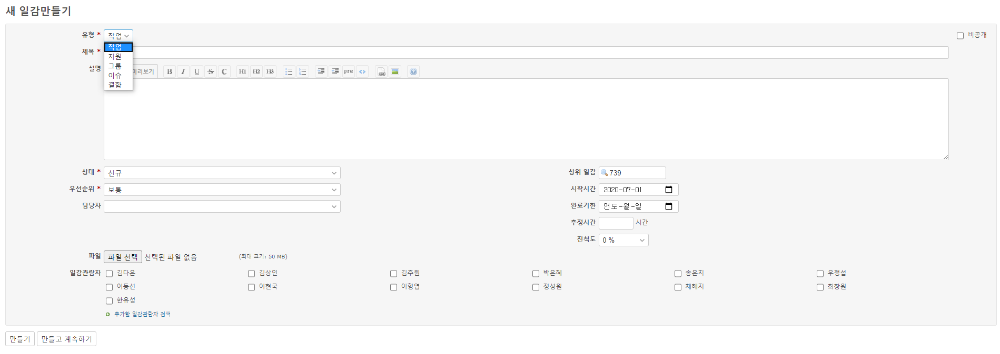 새 일감만들기
유형 * 작업
비공개
작업
지원
그룹
이슈
결함
제목 *
설명
미리보기 B I U S C H1 H2 H3 pre <>
상태 * 신규
상위 일감 739
우선순위 * 보통
시작시간 2020-07-01
담당자
완료기한 연도-월-일
추정시간 시간
진척도 0 %
파일 파일 선택 선택된 파일 없음 (최대 크기: 50 MB)
일감관람자 김다은 김상인 김주원 박은혜 송은지 우정섭
이동선 이현국 이형엽 정성원 채혜지 최창원
한유성
추가할 일감관람자 검색
만들기 만들고 계속하기